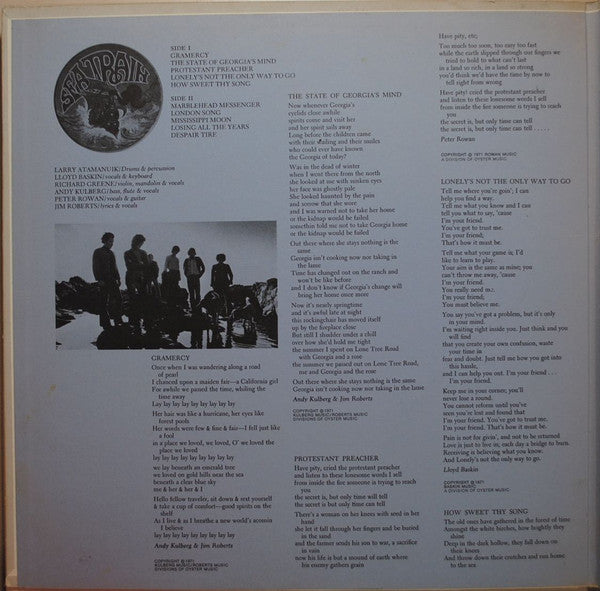 SEATRAIN
SIDE I
GRAMERCY
THE STATE OF GEORGIA'S MIND
PROTESTANT PREACHER
LONELY'S NOT THE ONLY WAY TO GO
HOW SWEET THY SONG
SIDE II
MARBLEHEAD MESSENGER
LONDON SONG
MISSISSIPPI MOON
LOSING ALL THE YEARS
DESPAIR TIRE
LARRY ATAMANUIK/Drums & percussion
LLOYD BASKIN/vocals & keyboard
RICHARD GREENE/violin, mandolin & vocals
ANDY KULBERG/bass, flute & vocals
PETER ROWAN/vocals & guitar
JIM ROBERTS/lyrics & vocals
GRAMERCY
Once when I was wandering along a road
of pearl
I chanced upon a maiden fair—a California girl
For awhile we passed the time, whiling the
time away
Lay lay lay lay lay lay lay lay
Her hair was like a hurricane, her eyes like
forest pools
Her words were few & fine & fair—I fell just like
a fool
in a place we loved, we loved, O' we loved the
place we loved
lay lay lay lay lay lay lay lay
we lay beneath an emerald tree
we loved on gold hills near the sea
beneath a clear blue sky
me & her & her & I
Hello fellow traveler, sit down & rest yourself
& take a cup of comfort—good spirits on the
shelf
As I live & as I breathe a new world's acomin
I believe
lay lay lay lay lay lay lay lay
Andy Kulberg & Jim Roberts
COPYRIGHT © 1971
KULBERG MUSIC/ROBERTS MUSIC
DIVISIONS OF OYSTER MUSIC
THE STATE OF GEORGIA'S MIND
Now whenever Georgia's
eyelids close awhile
spirits come and visit her
and her spirit sails away
Long before the children came
with their wailing and their smiles
who could ever have known
the Georgia of today?
Was in the dead of winter
when I went there from the north
she looked at me with sunken eyes
her face was ghostly pale
She looked haunted by the pain
and sorrow that she wore
and I was warned not to take her home
or the kidnap would be failed
somethin told me not to take Georgia home
or the kidnap would be failed
Out there where she stays nothing is the
same
Georgia isn't cooking now nor taking in
the lame
Time has changed out on the ranch and
won't be like before
and I don't know if Georgia's change will
bring her home once more
Now it's nearly springtime
and it's awful late at night
this rockingchair has moved itself
up by the fireplace close
But still I shudder under a chill
over how she'd hold me tight
the summer I spent on Lone Tree Road
with Georgia and a rose
the summer we passed out on Lone Tree Road,
me and Georgia and the rose
Out there where she stays nothing is the same
Georgia isn't cooking now nor taking in the lame
Andy Kulberg & Jim Roberts
COPYRIGHT © 1971
KULBERG MUSIC/ROBERTS MUSIC
DIVISIONS OF OYSTER MUSIC
PROTESTANT PREACHER
Have pity, cried the protestant preacher
and listen to these lonesome words I sell
from inside the fire someone is trying to reach
you
the secret is, but only time will tell
the secret is but only time can tell
There's a woman on her knees with seed in her
hand
she let it fall through her fingers and be buried
in the sand
and the farmer sends his son to war, a sacrifice
in vain
now his life is but a mound of earth where
his enemy gathers grain
Have pity, etc;
Too much too soon, too easy too fast
while the earth slipped through our fingers we
tried to hold to what can't last
in a land so rich, in a land so strong
you'd think we'd have the time by now to
tell right from wrong
Have pity! cried the protestant preacher
and listen to these lonesome words I sell
from inside the fire someone is trying to reach
you
the secret is, but only time can tell
the secret is, but only time can tell . . . . .
Peter Rowan
COPYRIGHT © 1971 ROWAN MUSIC
A DIVISION OF OYSTER MUSIC
LONELY'S NOT THE ONLY WAY TO GO
Tell me where you're goin'; I can
help you find a way.
Tell me what you know and I can
tell you what to say, 'cause
I'm your friend.
You've got to trust me.
I'm your friend;
That's how it must be.
Tell me what your game is; I'd
like to learn to play.
Your aim is the same as mine; you
can't throw me away, 'cause
I'm your friend.
You really need me.
I'm your friend;
You must believe me.
You say you've got a problem, but it's only
in your mind.
I'm waiting right inside you. Just think and you
will find
that you create your own confusion, waste
your time in
fear and doubt. Just tell me how you got into
this hassle,
and I can help you out. I'm your friend . . .
I'm your friend.
Keep me in your corner; you'll
never lose a round.
You cannot reform until you've
seen you're lost and found that
I'm your friend. You've got to trust me.
I'm your friend. That's how it must be.
Pain is not for givin', and not to be returned
Love is just to live in; each day a bridge to burn.
Receiving is believing what you know.
And Lonely's not the only way to go.
Lloyd Baskin
COPYRIGHT © 1971
BASKIN MUSIC
A DIVISION OF OYSTER MUSIC
HOW SWEET THY SONG
The old ones have gathered in the forest of time
Amongst the white birches, how brightly they
shine
Deep in the dark hollow, they fall down on
their knees
And throw down their crutches and run home
to the sea